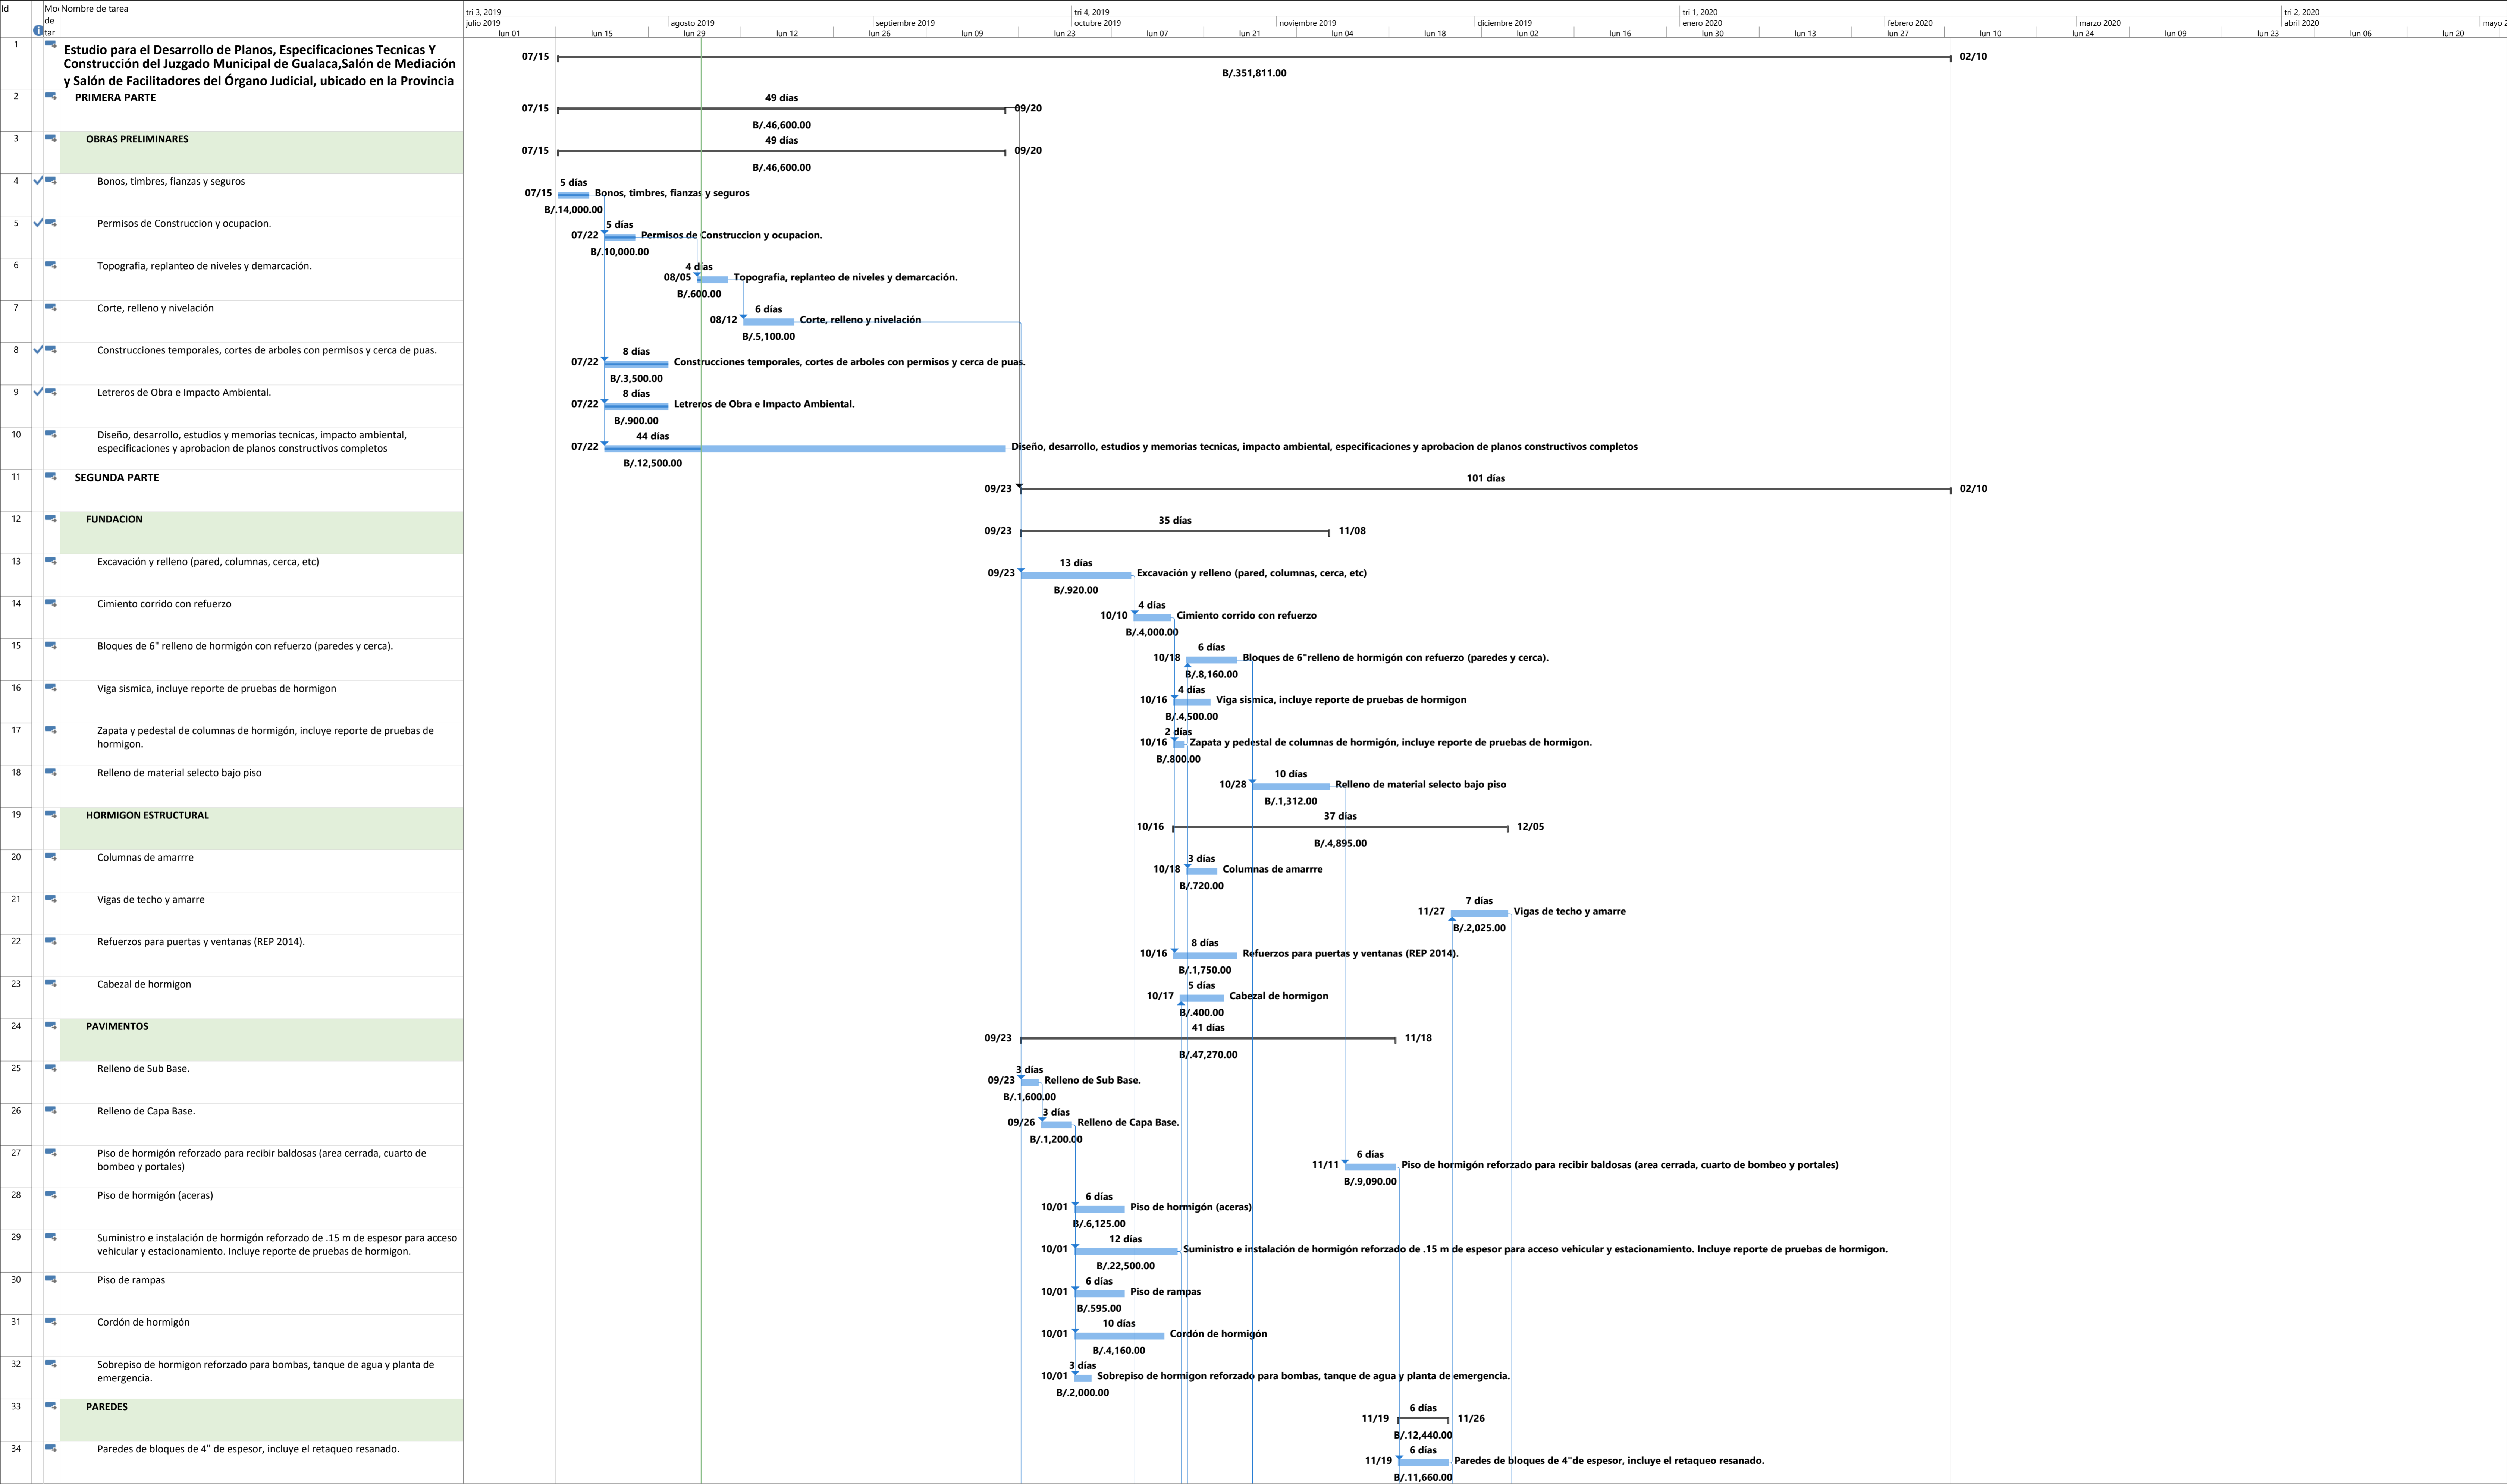 Id
Moc
de
tar
Nombre de tarea
tri 3, 2019
tri 4, 2019
tri 1, 2020
tri 2, 2020
julio 2019
agosto 2019
septiembre 2019
octubre 2019
noviembre 2019
diciembre 2019
enero 2020
febrero 2020
marzo 2020
abril 2020
mayo 2
lun 01
lun 15
lun 29
lun 12
lun 26
lun 09
lun 23
lun 07
lun 21
lun 04
lun 18
lun 02
lun 16
lun 30
lun 13
lun 27
lun 10
lun 24
lun 09
lun 23
lun 06
lun 20
1
Estudio para el Desarrollo de Planos, Especificaciones Tecnicas Y
Construcción del Juzgado Municipal de Gualaca,Salón de Mediación
y Salón de Facilitadores del Órgano Judicial, ubicado en la Provincia
07/15
02/10
B/.351,811.00
2
PRIMERA PARTE
49 días
07/15
09/20
B/.46,600.00
3
OBRAS PRELIMINARES
49 días
07/15
09/20
B/.46,600.00
4
Bonos, timbres, fianzas y seguros
5 días
07/15
Bonos, timbres, fianzas y seguros
B/.14,000.00
5
Permisos de Construccion y ocupacion.
5 días
07/22
Permisos de Construccion y ocupacion.
B/.10,000.00
6
Topografia, replanteo de niveles y demarcación.
4 días
08/05
Topografia, replanteo de niveles y demarcación.
B/.600.00
7
Corte, relleno y nivelación
6 días
08/12
Corte, relleno y nivelación
B/.5,100.00
8
Construcciones temporales, cortes de arboles con permisos y cerca de puas.
8 días
07/22
Construcciones temporales, cortes de arboles con permisos y cerca de puas.
B/.3,500.00
9
Letreros de Obra e Impacto Ambiental.
8 días
07/22
Letreros de Obra e Impacto Ambiental.
B/.900.00
10
Diseño, desarrollo, estudios y memorias tecnicas, impacto ambiental,
especificaciones y aprobacion de planos constructivos completos
44 días
07/22
Diseño, desarrollo, estudios y memorias tecnicas, impacto ambiental, especificaciones y aprobacion de planos constructivos completos
B/.12,500.00
11
SEGUNDA PARTE
101 días
09/23
02/10
12
FUNDACION
35 días
09/23
11/08
13
Excavación y relleno (pared, columnas, cerca, etc)
13 días
09/23
Excavación y relleno (pared, columnas, cerca, etc)
B/.920.00
14
Cimiento corrido con refuerzo
4 días
10/10
Cimiento corrido con refuerzo
B/.4,000.00
15
Bloques de 6" relleno de hormigón con refuerzo (paredes y cerca).
6 días
10/18
Bloques de 6"relleno de hormigón con refuerzo (paredes y cerca).
B/.8,160.00
16
Viga sismica, incluye reporte de pruebas de hormigon
4 días
10/16
Viga sismica, incluye reporte de pruebas de hormigon
B/.4,500.00
17
Zapata y pedestal de columnas de hormigón, incluye reporte de pruebas de
hormigon.
2 días
10/16
Zapata y pedestal de columnas de hormigón, incluye reporte de pruebas de hormigon.
B/.800.00
18
Relleno de material selecto bajo piso
10 días
10/28
Relleno de material selecto bajo piso
B/.1,312.00
19
HORMIGON ESTRUCTURAL
37 días
10/16
12/05
B/.4,895.00
20
Columnas de amarrre
3 días
10/18
Columnas de amarrre
B/.720.00
21
Vigas de techo y amarre
7 días
11/27
Vigas de techo y amarre
B/.2,025.00
22
Refuerzos para puertas y ventanas (REP 2014).
8 días
10/16
Refuerzos para puertas y ventanas (REP 2014).
B/.1,750.00
23
Cabezal de hormigon
5 días
10/17
Cabezal de hormigon
B/.400.00
24
PAVIMENTOS
41 días
09/23
11/18
B/.47,270.00
25
Relleno de Sub Base.
3 días
09/23
Relleno de Sub Base.
B/.1,600.00
26
Relleno de Capa Base.
3 días
09/26
Relleno de Capa Base.
B/.1,200.00
27
Piso de hormigón reforzado para recibir baldosas (area cerrada, cuarto de
bombeo y portales)
6 días
11/11
Piso de hormigón reforzado para recibir baldosas (area cerrada, cuarto de bombeo y portales)
B/.9,090.00
28
Piso de hormigón (aceras)
6 días
10/01
Piso de hormigón (aceras)
B/.6,125.00
29
Suministro e instalación de hormigón reforzado de .15 m de espesor para acceso
vehicular y estacionamiento. Incluye reporte de pruebas de hormigon.
12 días
10/01
Suministro e instalación de hormigón reforzado de .15 m de espesor para acceso vehicular y estacionamiento. Incluye reporte de pruebas de hormigon.
B/.22,500.00
30
Piso de rampas
6 días
10/01
Piso de rampas
B/.595.00
31
Cordón de hormigón
10 días
10/01
Cordón de hormigón
B/.4,160.00
32
Sobrepiso de hormigon reforzado para bombas, tanque de agua y planta de
emergencia.
3 días
10/01
Sobrepiso de hormigon reforzado para bombas, tanque de agua y planta de emergencia.
B/.2,000.00
33
PAREDES
6 días
11/19
11/26
B/.12,440.00
34
Paredes de bloques de 4" de espesor, incluye el retaqueo resanado.
6 días
11/19
Paredes de bloques de 4"de espesor, incluye el retaqueo resanado.
B/.11,660.00